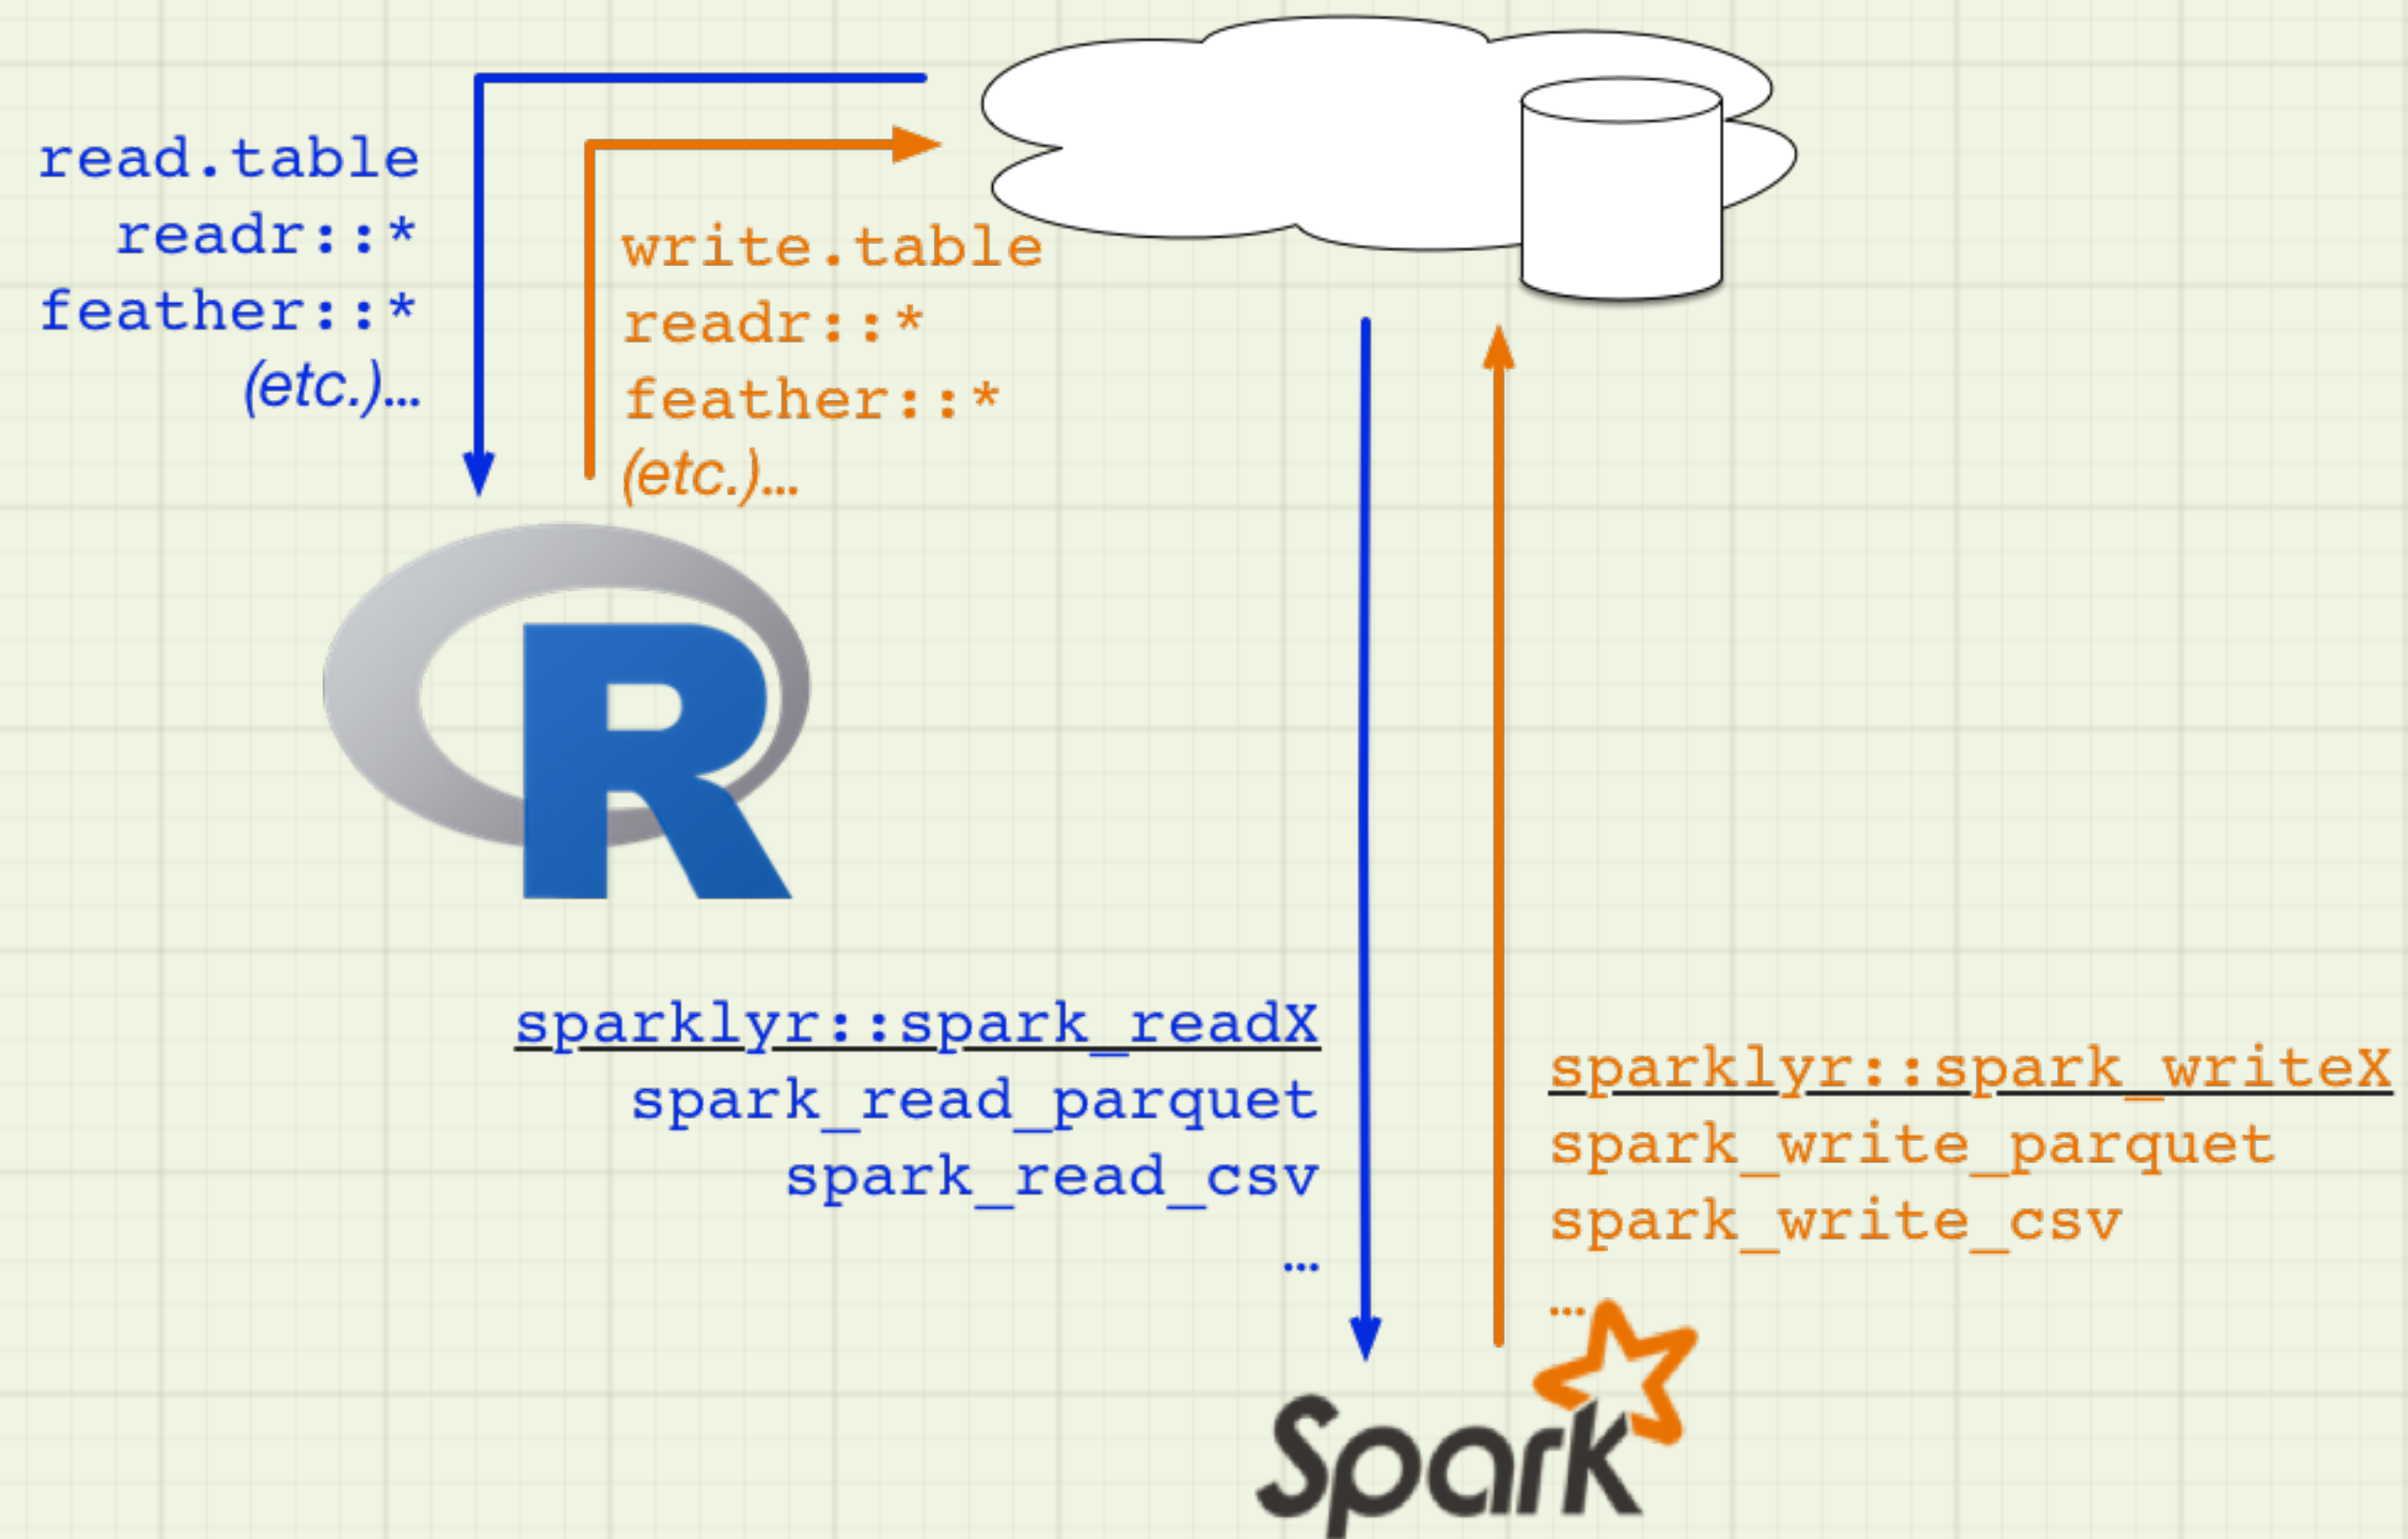 read.table
readr::*
feather::*
(etc.)…
write.table
readr::*
feather::*
(etc.)…
R
sparklyr::spark_readX
spark_read_parquet
spark_read_csv
…
sparklyr::spark_writeX
spark_write_parquet
spark_write_csv
…
Spark